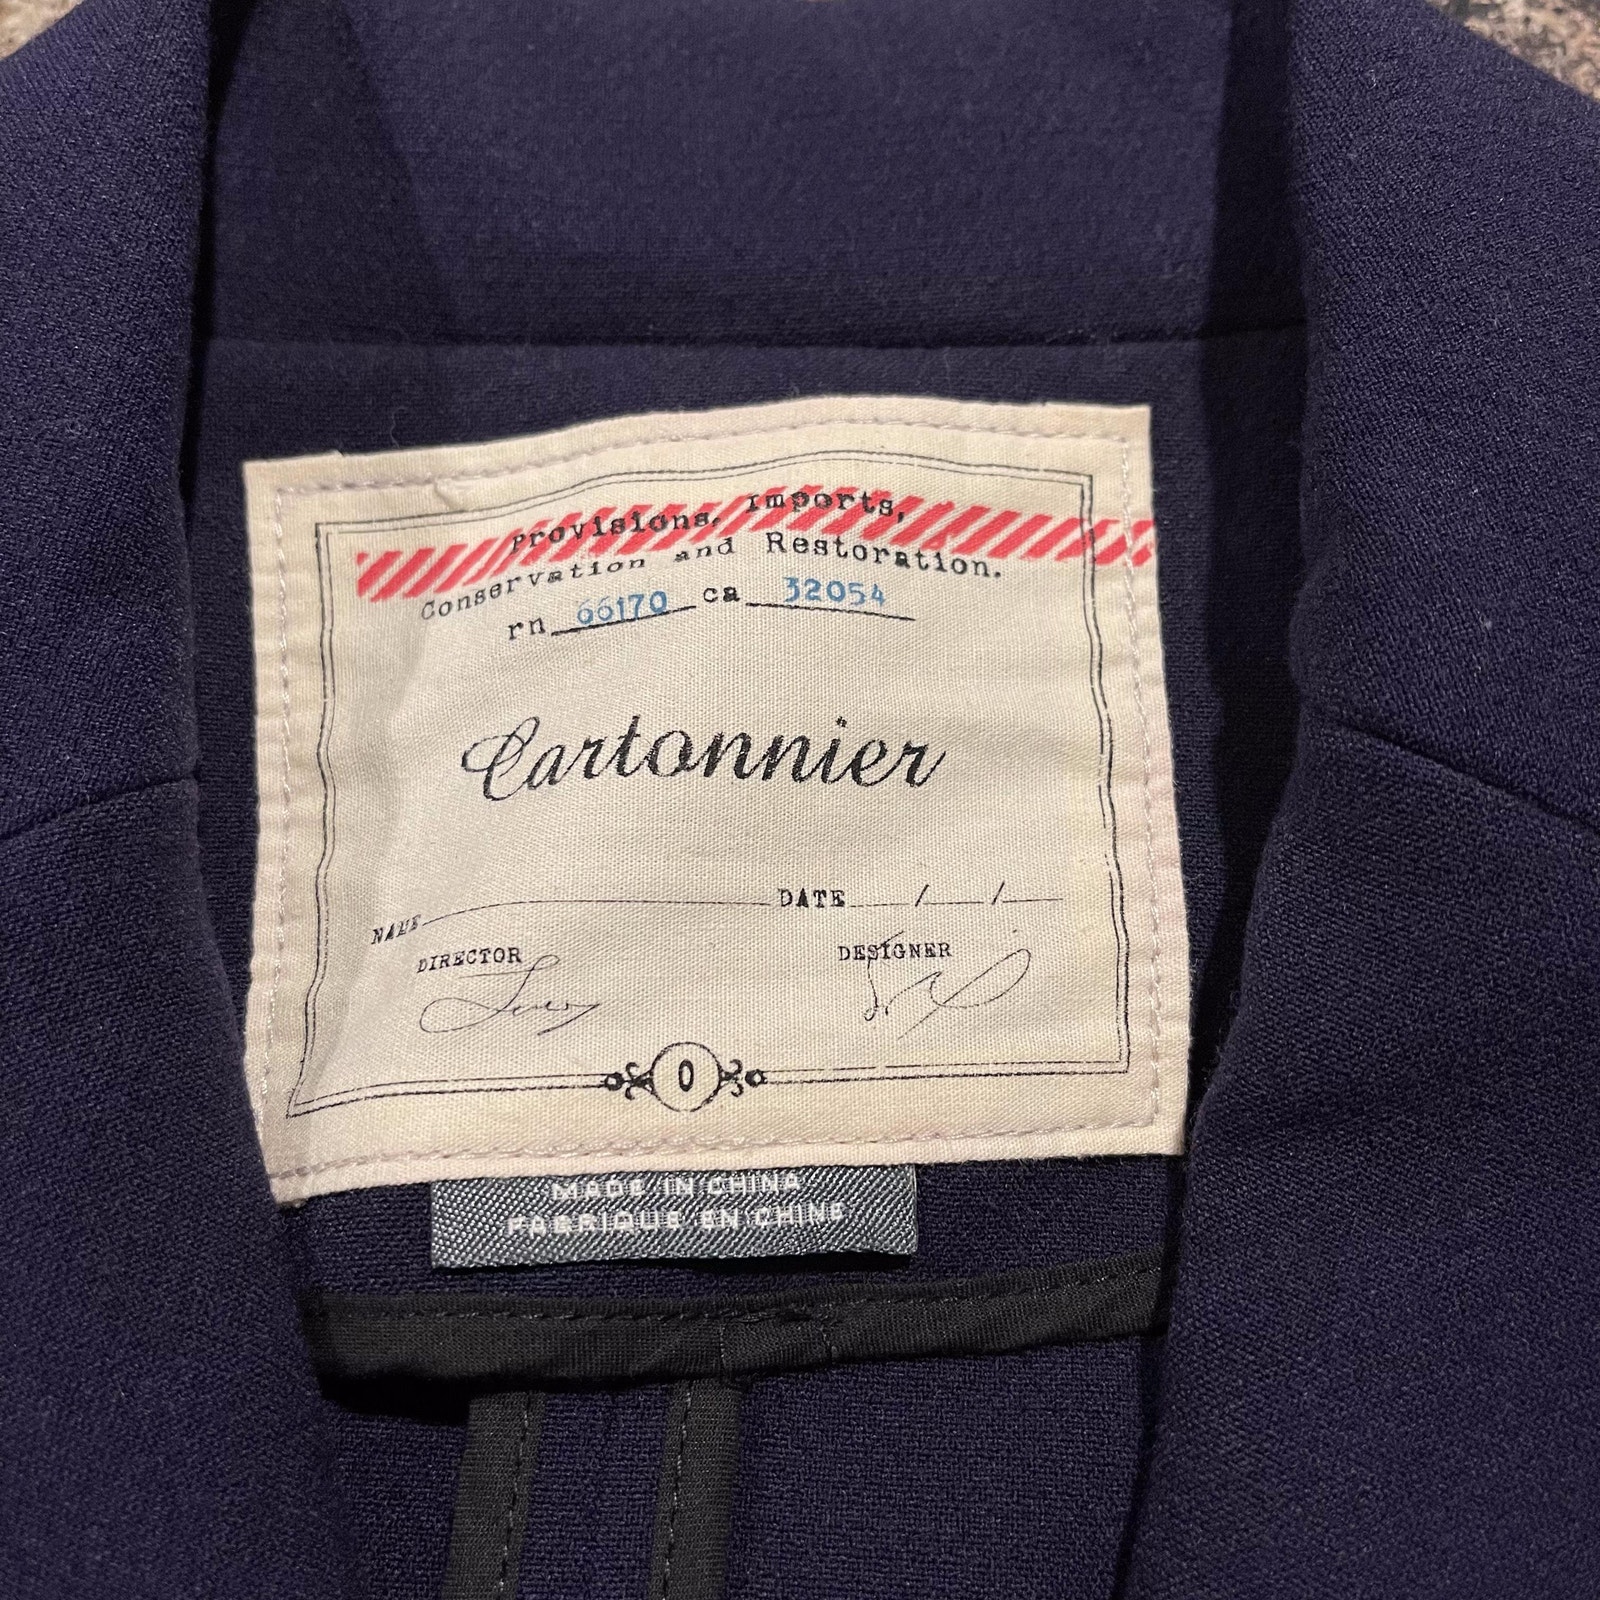 Provisions, Imports,
Conservation and Restoration.
rn 66170 ca 32054
Cartonnier
NAME DATE / /
DIRECTOR DESIGNER
0
MADE IN CHINA
FABRIQUE EN CHINE